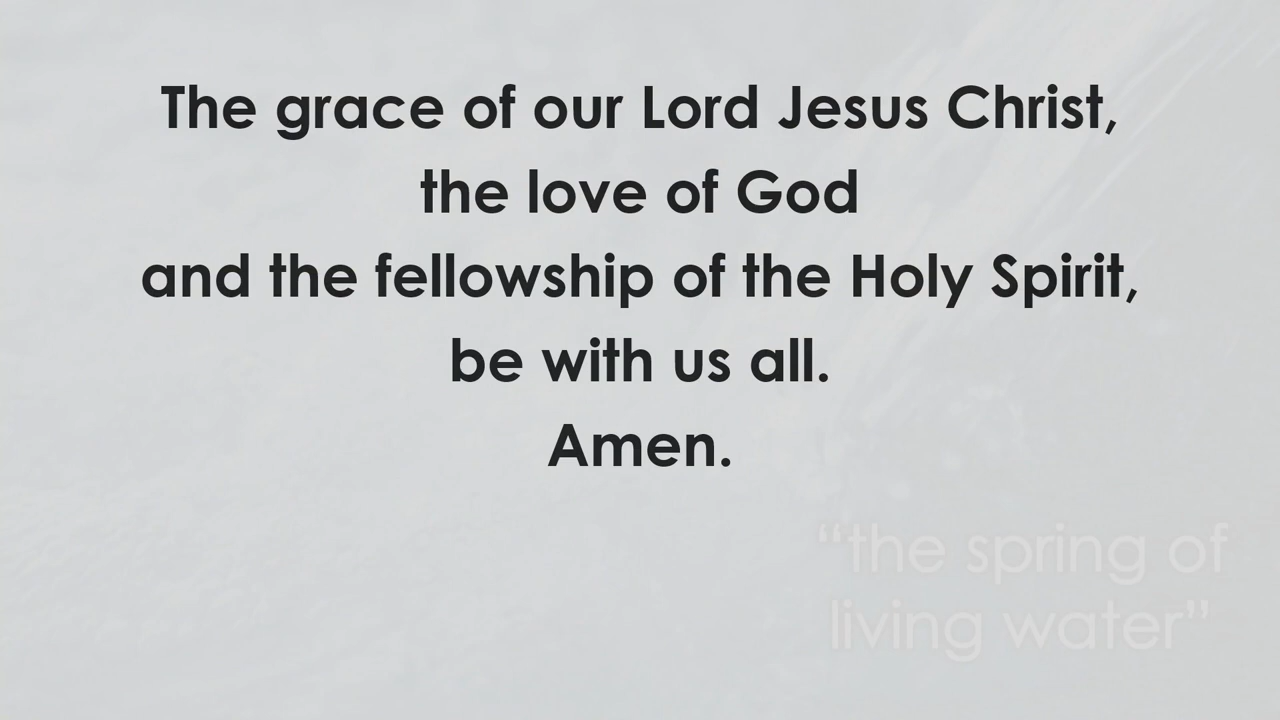 The grace of our Lord Jesus Christ,
the love of God
and the fellowship of the Holy Spirit,
be with us all.
Amen.
“the spring of
living water”